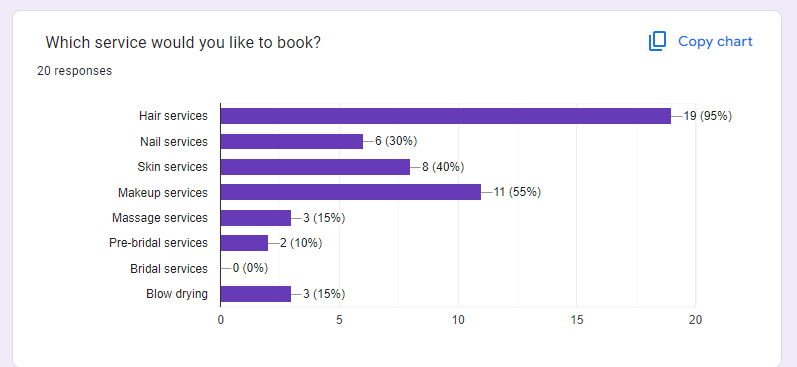 Which service would you like to book?
Copy chart
20 responses
Hair services 19 (95%)
Nail services 6 (30%)
Skin services 8 (40%)
Makeup services 11 (55%)
Massage services 3 (15%)
Pre-bridal services 2 (10%)
Bridal services 0 (0%)
Blow drying 3 (15%)
0 5 10 15 20